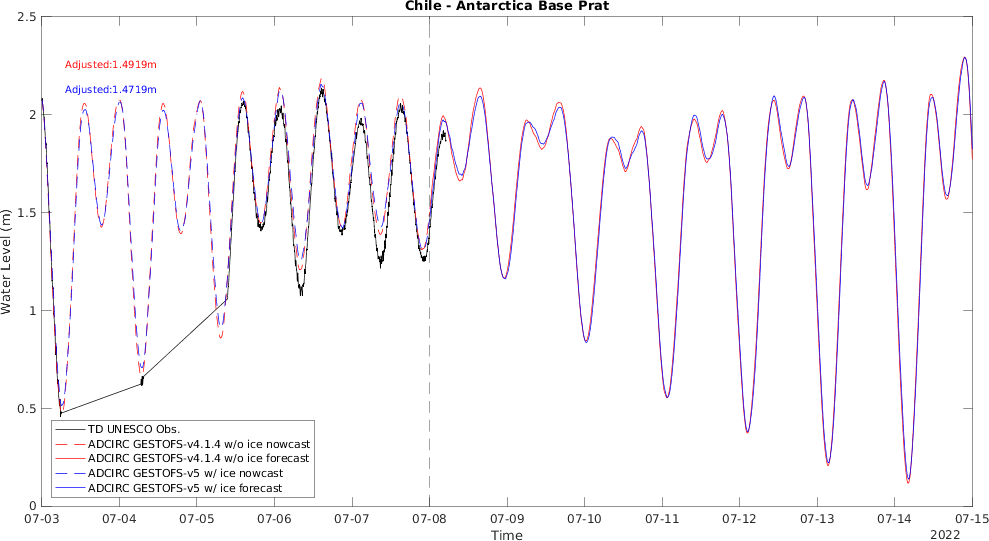 Chile - Antarctica Base Prat
2.5
Adjusted:1.4919m
Adjusted:1.4719m
2
1.5
Water Level (m)
1
0.5
0
TD UNESCO Obs.
ADCIRC GESTOFS-v4.1.4 w/o ice nowcast
ADCIRC GESTOFS-v4.1.4 w/o ice forecast
ADCIRC GESTOFS-v5 w/ ice nowcast
ADCIRC GESTOFS-v5 w/ ice forecast
07-03 07-04 07-05 07-06 07-07 07-08 07-09 07-10 07-11 07-12 07-13 07-14 07-15
Time
2022